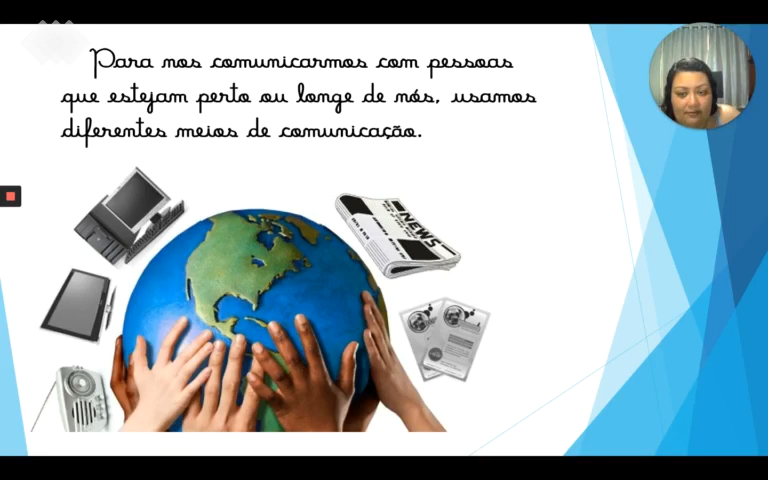 Para nos comunicarmos com pessoas
que estejam perto ou longe de nós, usamos
diferentes meios de comunicação.
NEWS